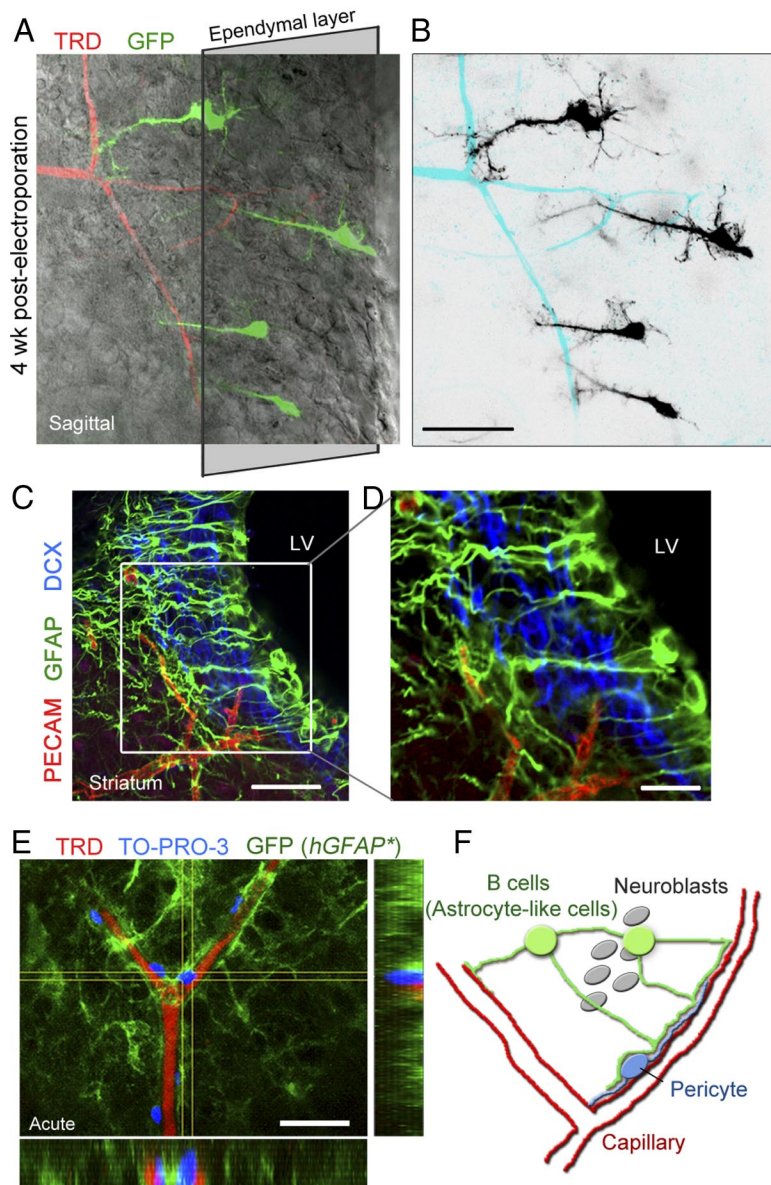 A
TRD GFP
Ependymal layer
B
4 wk post-electroporation
Sagittal
C
D
PECAM GFAP DCX
LV
LV
Striatum
E
TRD TO-PRO-3 GFP (hGFAP*)
F
B cells
(Astrocyte-like cells)
Neuroblasts
Pericyte
Capillary
Acute